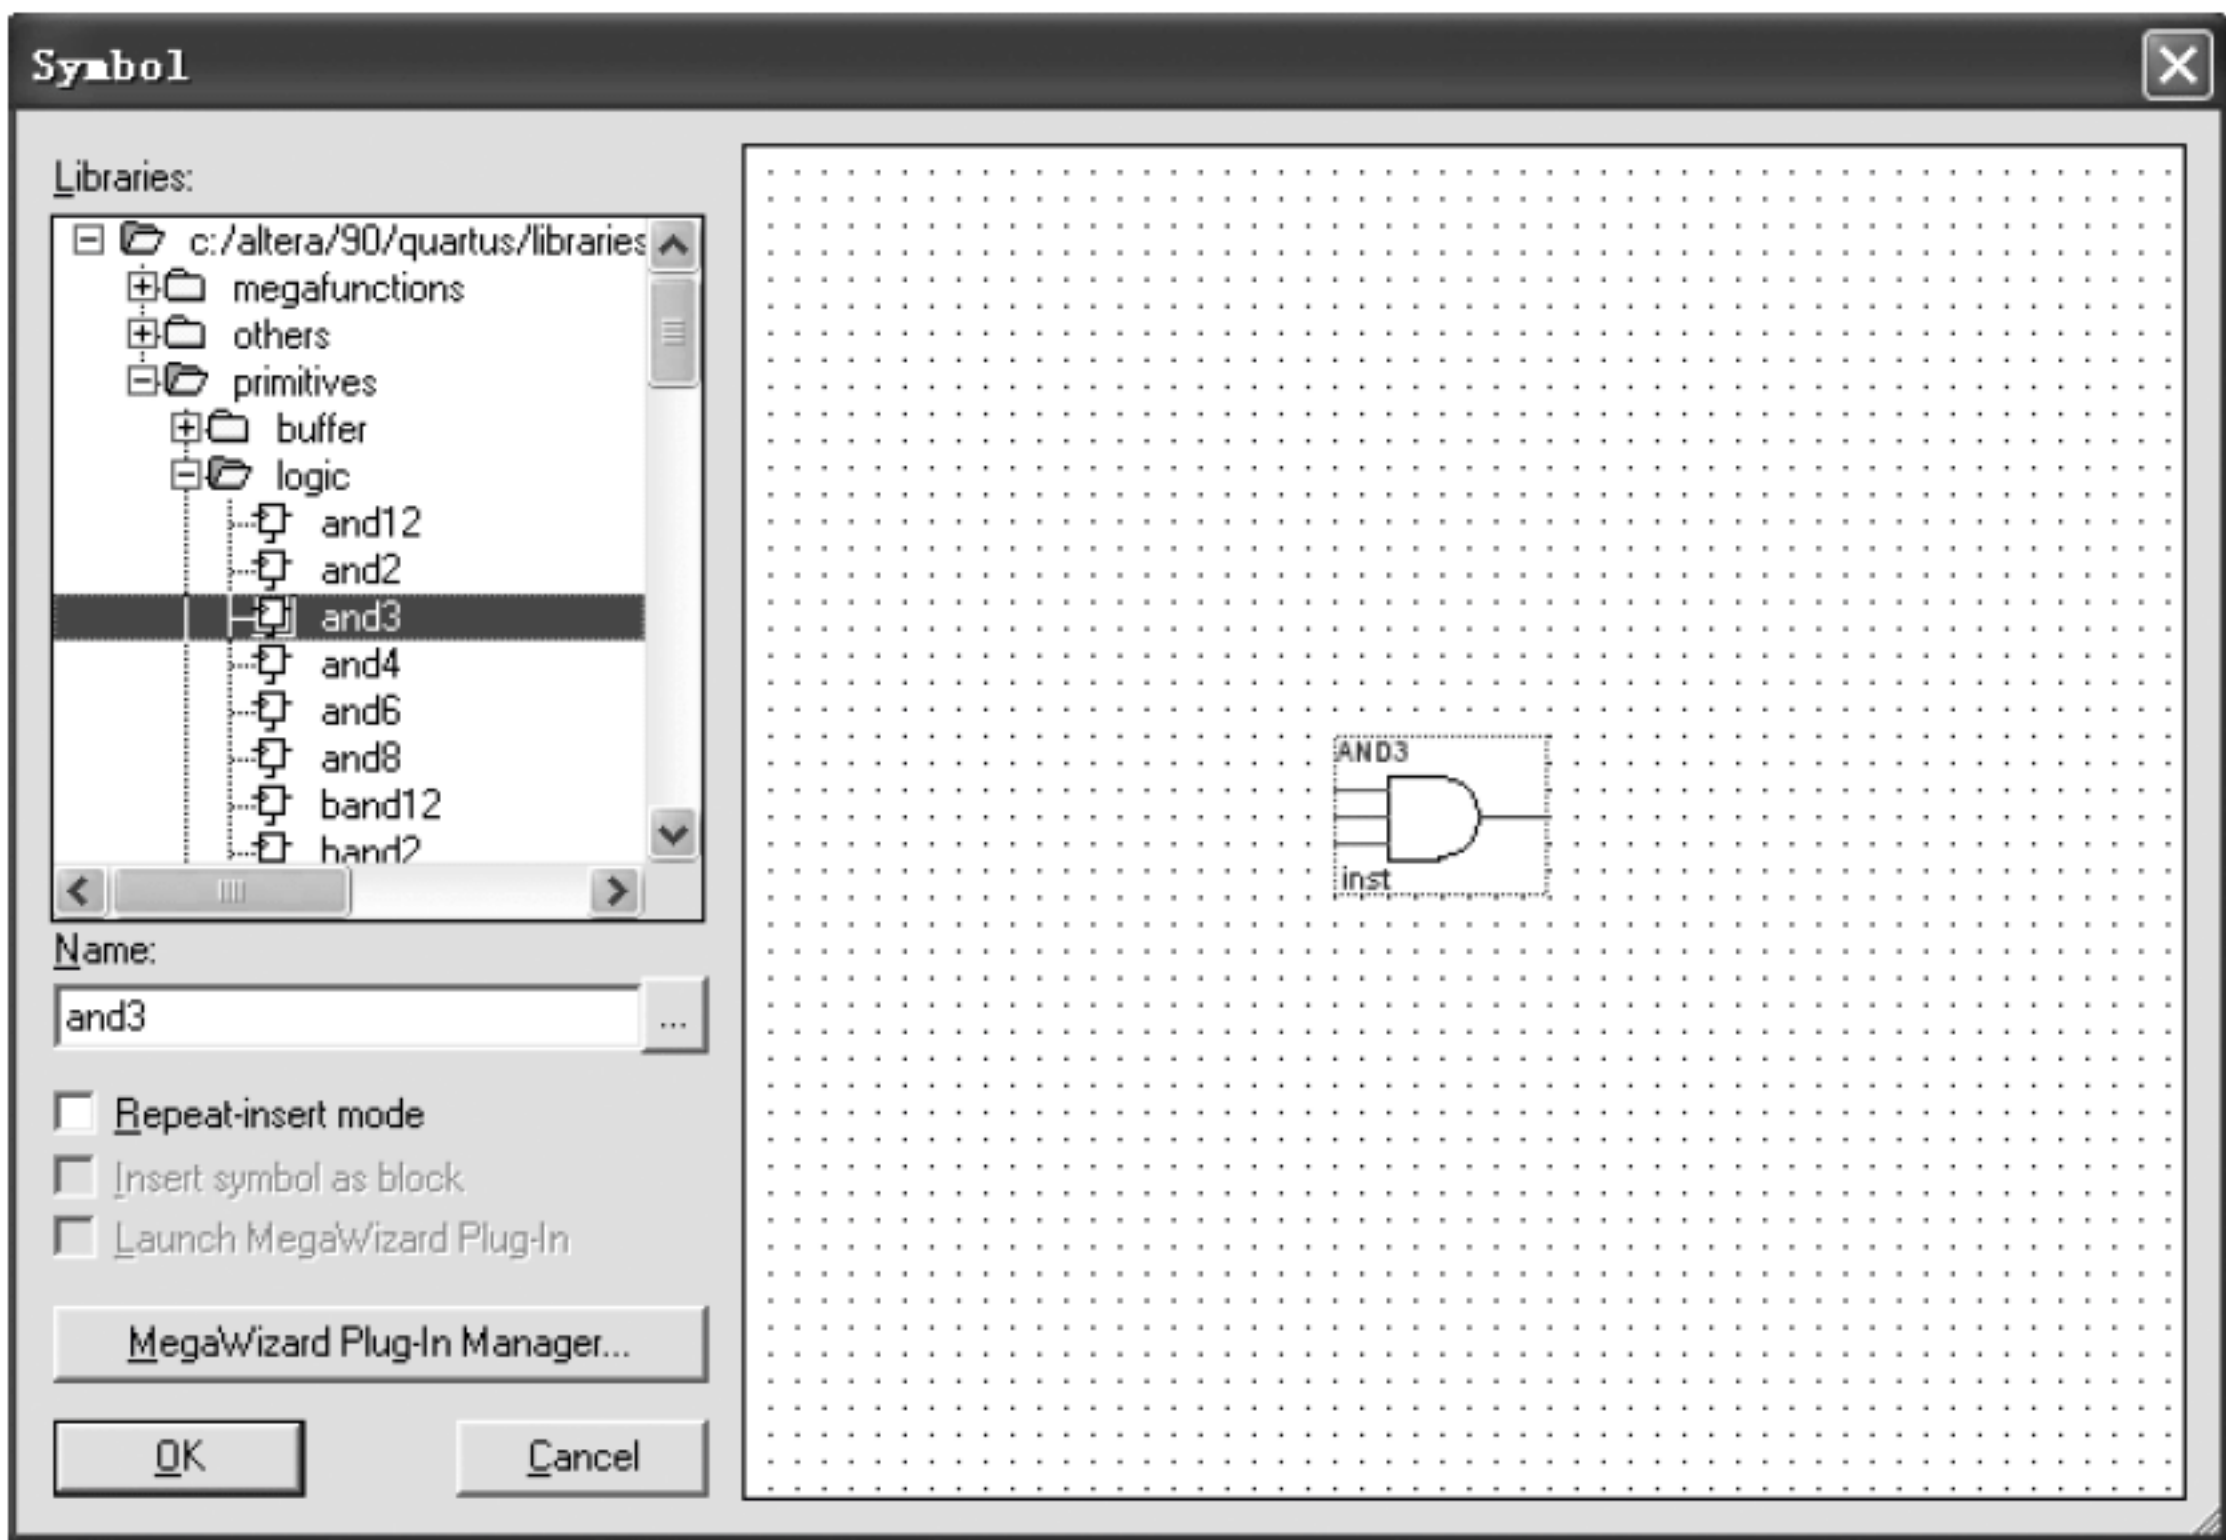 Symbol
Libraries:
c:/altera/90/quartus/libraries
megafunctions
others
primitives
buffer
logic
and12
and2
and3
and4
and6
and8
band12
band2
Name:
and3
...
Repeat-insert mode
Insert symbol as block
Launch MegaWizard Plug-In
MegaWizard Plug-In Manager...
OK
Cancel
AND3
inst